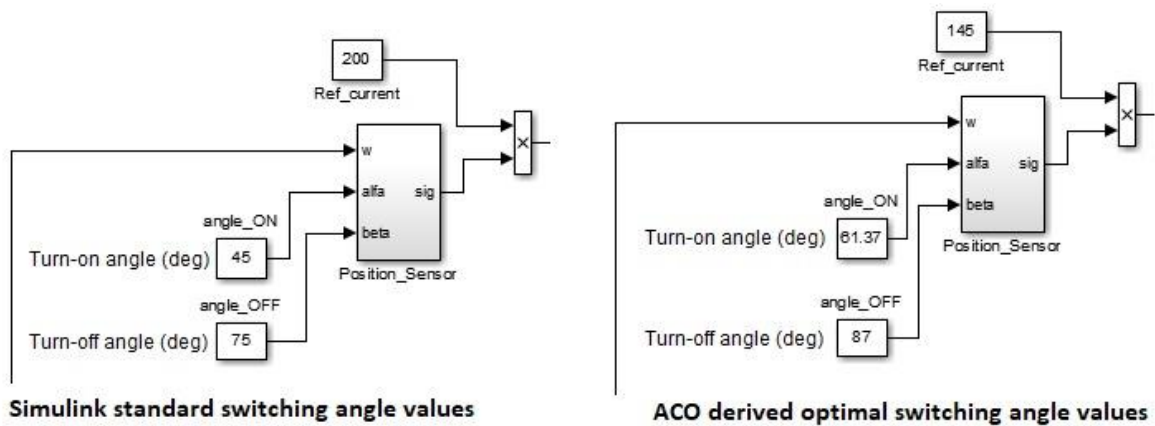 200
Ref_current
w
alfa
sig
beta
×
angle_ON
Turn-on angle (deg)
45
Position_Sensor
angle_OFF
Turn-off angle (deg)
75
Simulink standard switching angle values
145
Ref_current
w
alfa
sig
beta
×
angle_ON
Turn-on angle (deg)
61.37
Position_Sensor
angle_OFF
Turn-off angle (deg)
87
ACO derived optimal switching angle values